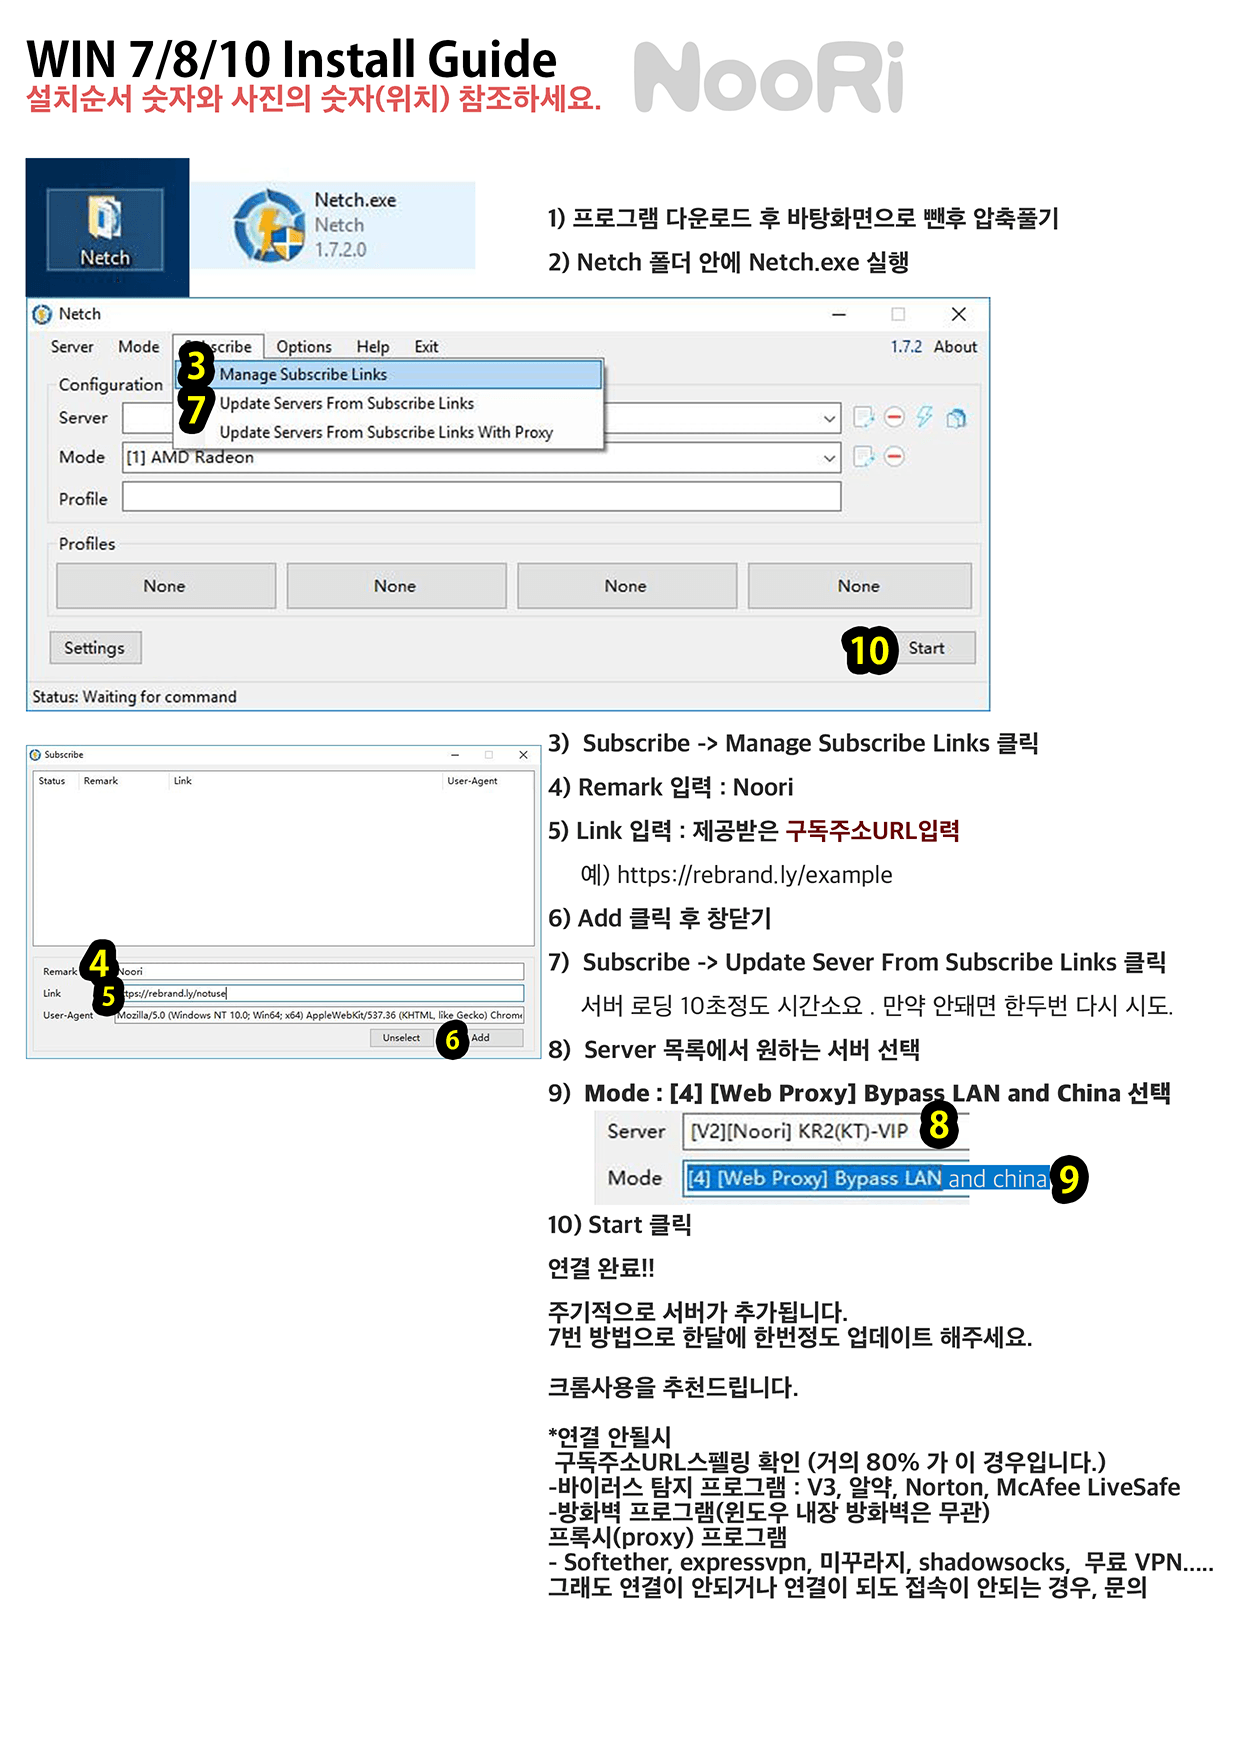 WIN 7/8/10 Install Guide
NooRi
설치순서 숫자와 사진의 숫자(위치) 참조하세요.
Netch
Netch.exe
Netch
1.7.2.0
1) 프로그램 다운로드 후 바탕화면으로 뺀후 압축풀기
2) Netch 폴더 안에 Netch.exe 실행
Netch
Server Mode Subscribe Options Help Exit 1.7.2 About
3 Manage Subscribe Links
7 Update Servers From Subscribe Links
Update Servers From Subscribe Links With Proxy
Configuration
Server
Mode [1] AMD Radeon
Profile
Profiles
None None None None
Settings 10 Start
Status: Waiting for command
Subscribe
Status Remark Link User-Agent
Remark 4 Noori
Link 5 ttps://rebrand.ly/notuse
User-Agent Mozilla/5.0 (Windows NT 10.0; Win64; x64) AppleWebKit/537.36 (KHTML, like Gecko) Chrome
Unselect 6 Add
3) Subscribe -> Manage Subscribe Links 클릭
4) Remark 입력 : Noori
5) Link 입력 : 제공받은 구독주소URL입력
예) https://rebrand.ly/example
6) Add 클릭 후 창닫기
7) Subscribe -> Update Sever From Subscribe Links 클릭
서버 로딩 10초정도 시간소요 . 만약 안돼면 한두번 다시 시도.
8) Server 목록에서 원하는 서버 선택
9) Mode : [4] [Web Proxy] Bypass LAN and China 선택
Server [V2][Noori] KR2(KT)-VIP 8
Mode [4] [Web Proxy] Bypass LAN and china 9
10) Start 클릭
연결 완료!!
주기적으로 서버가 추가됩니다.
7번 방법으로 한달에 한번정도 업데이트 해주세요.
크롬사용을 추천드립니다.
*연결 안될시
구독주소URL스펠링 확인 (거의 80% 가 이 경우입니다.)
-바이러스 탐지 프로그램 : V3, 알약, Norton, McAfee LiveSafe
-방화벽 프로그램(윈도우 내장 방화벽은 무관)
프록시(proxy) 프로그램
- Softether, expressvpn, 미꾸라지, shadowsocks, 무료 VPN.....
그래도 연결이 안되거나 연결이 되도 접속이 안되는 경우, 문의